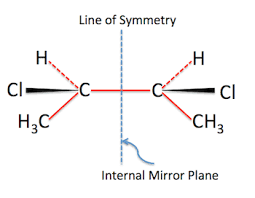 Line of Symmetry
H H
Cl C C Cl
H₃C CH₃
Internal Mirror Plane